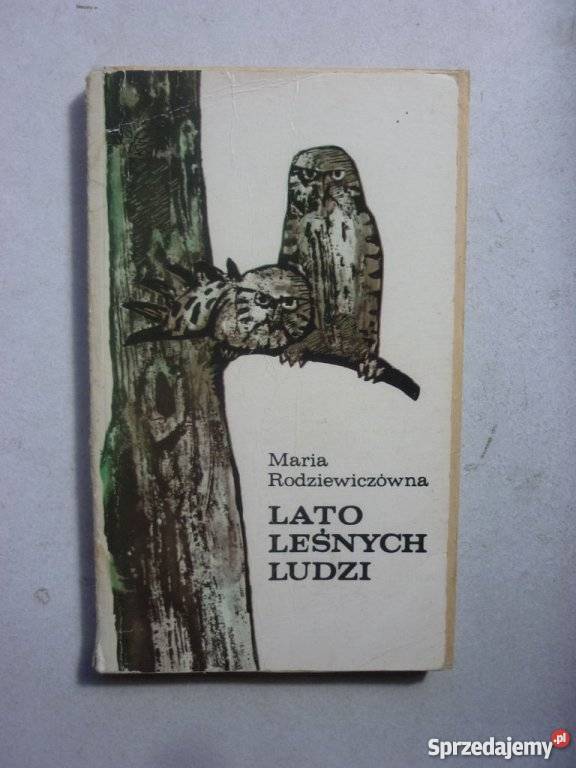 Maria
Rodziewiczówna
LATO
LEŚNYCH
LUDZI
Sprzedajemy.pl